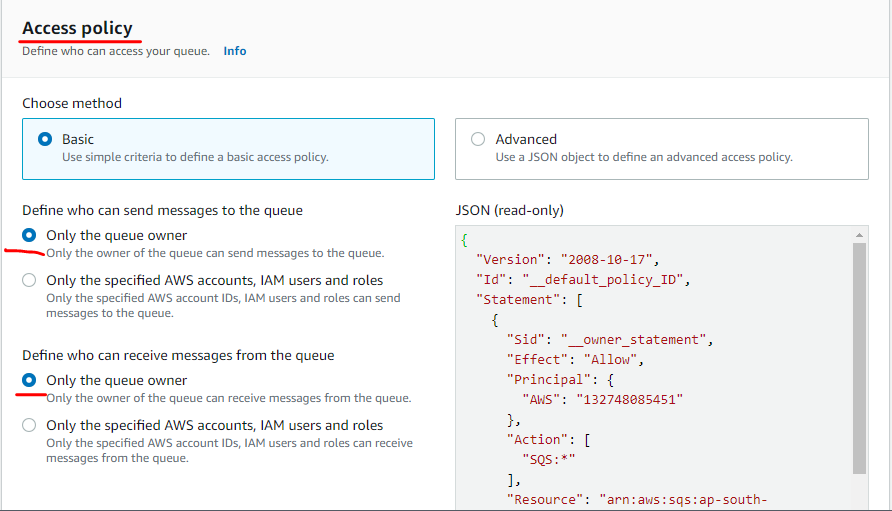 Access policy
Define who can access your queue. Info
Choose method
Basic
Use simple criteria to define a basic access policy.
Advanced
Use a JSON object to define an advanced access policy.
Define who can send messages to the queue
Only the queue owner
Only the owner of the queue can send messages to the queue.
Only the specified AWS accounts, IAM users and roles
Only the specified AWS account IDs, IAM users and roles can send
messages to the queue.
Define who can receive messages from the queue
Only the queue owner
Only the owner of the queue can receive messages from the queue.
Only the specified AWS accounts, IAM users and roles
Only the specified AWS account IDs, IAM users and roles can receive
messages from the queue.
JSON (read-only)
{
"Version": "2008-10-17",
"Id": "__default_policy_ID",
"Statement": [
{
"Sid": "__owner_statement",
"Effect": "Allow",
"Principal": {
"AWS": "132748085451"
},
"Action": [
"SQS:*"
],
"Resource": "arn:aws:sqs:ap-south-